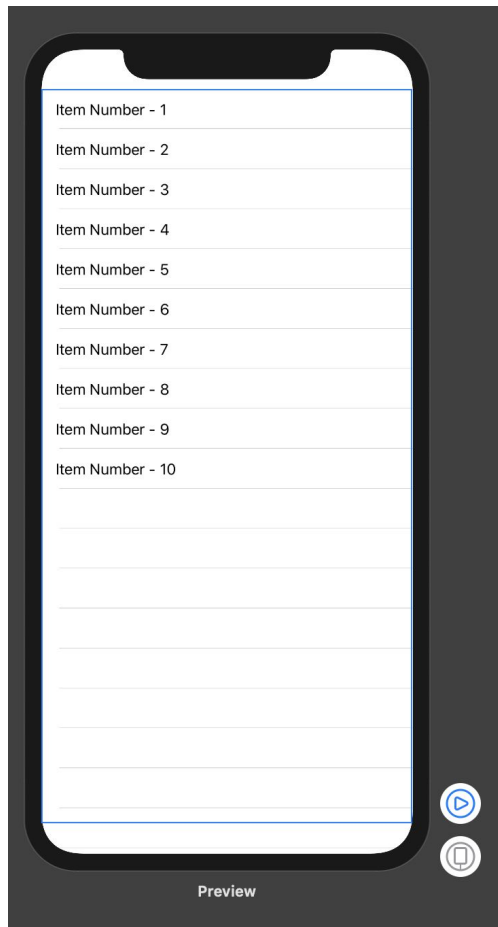 Item Number - 1
Item Number - 2
Item Number - 3
Item Number - 4
Item Number - 5
Item Number - 6
Item Number - 7
Item Number - 8
Item Number - 9
Item Number - 10
Preview